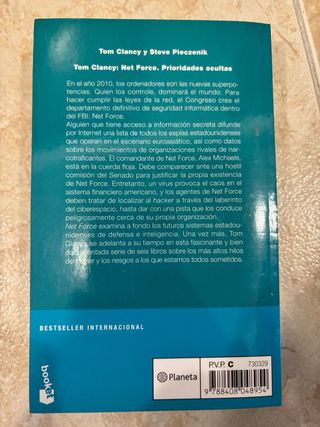 Tom Clancy y Steve Pieczenik
Tom Clancy: Net Force. Prioridades ocultas
En el año 2010, los ordenadores son las nuevas superpo-
tencias. Quien los controle, dominará el mundo. Para
hacer cumplir las leyes de la red, el Congreso crea el
departamento definitivo de seguridad informática dentro
del FBI: Net Force.
Alguien que tiene acceso a información secreta difunde
por Internet una lista de todos los espías estadounidenses
que operan en el escenario euroasiático, así como datos
sobre los movimientos de organizaciones rivales de nar-
cotraficantes. El comandante de Net Force, Alex Michaels,
está en la cuerda floja. Debe comparecer ante una hostil
comisión del Senado para justificar la propia existencia
de Net Force. Entretanto, un virus provoca el caos en el
sistema financiero americano, y los agentes de Net Force
deben tratar de localizar al hacker a través del laberinto
del ciberespacio, hasta dar con una pista que los conduce
peligrosamente cerca de su propia organización.
Net Force examina a fondo los futuros sistemas estadou-
nidenses de defensa e inteligencia. Una vez más, Tom
Clancy se adelanta a su tiempo en esta fascinante y bien
documentada serie de seis libros sobre los más altos hilos
del poder y los riesgos a los que estamos todos sometidos.
BESTSELLER INTERNACIONAL
booket
Planeta
P.V.P. C
730329
9 788408 048954